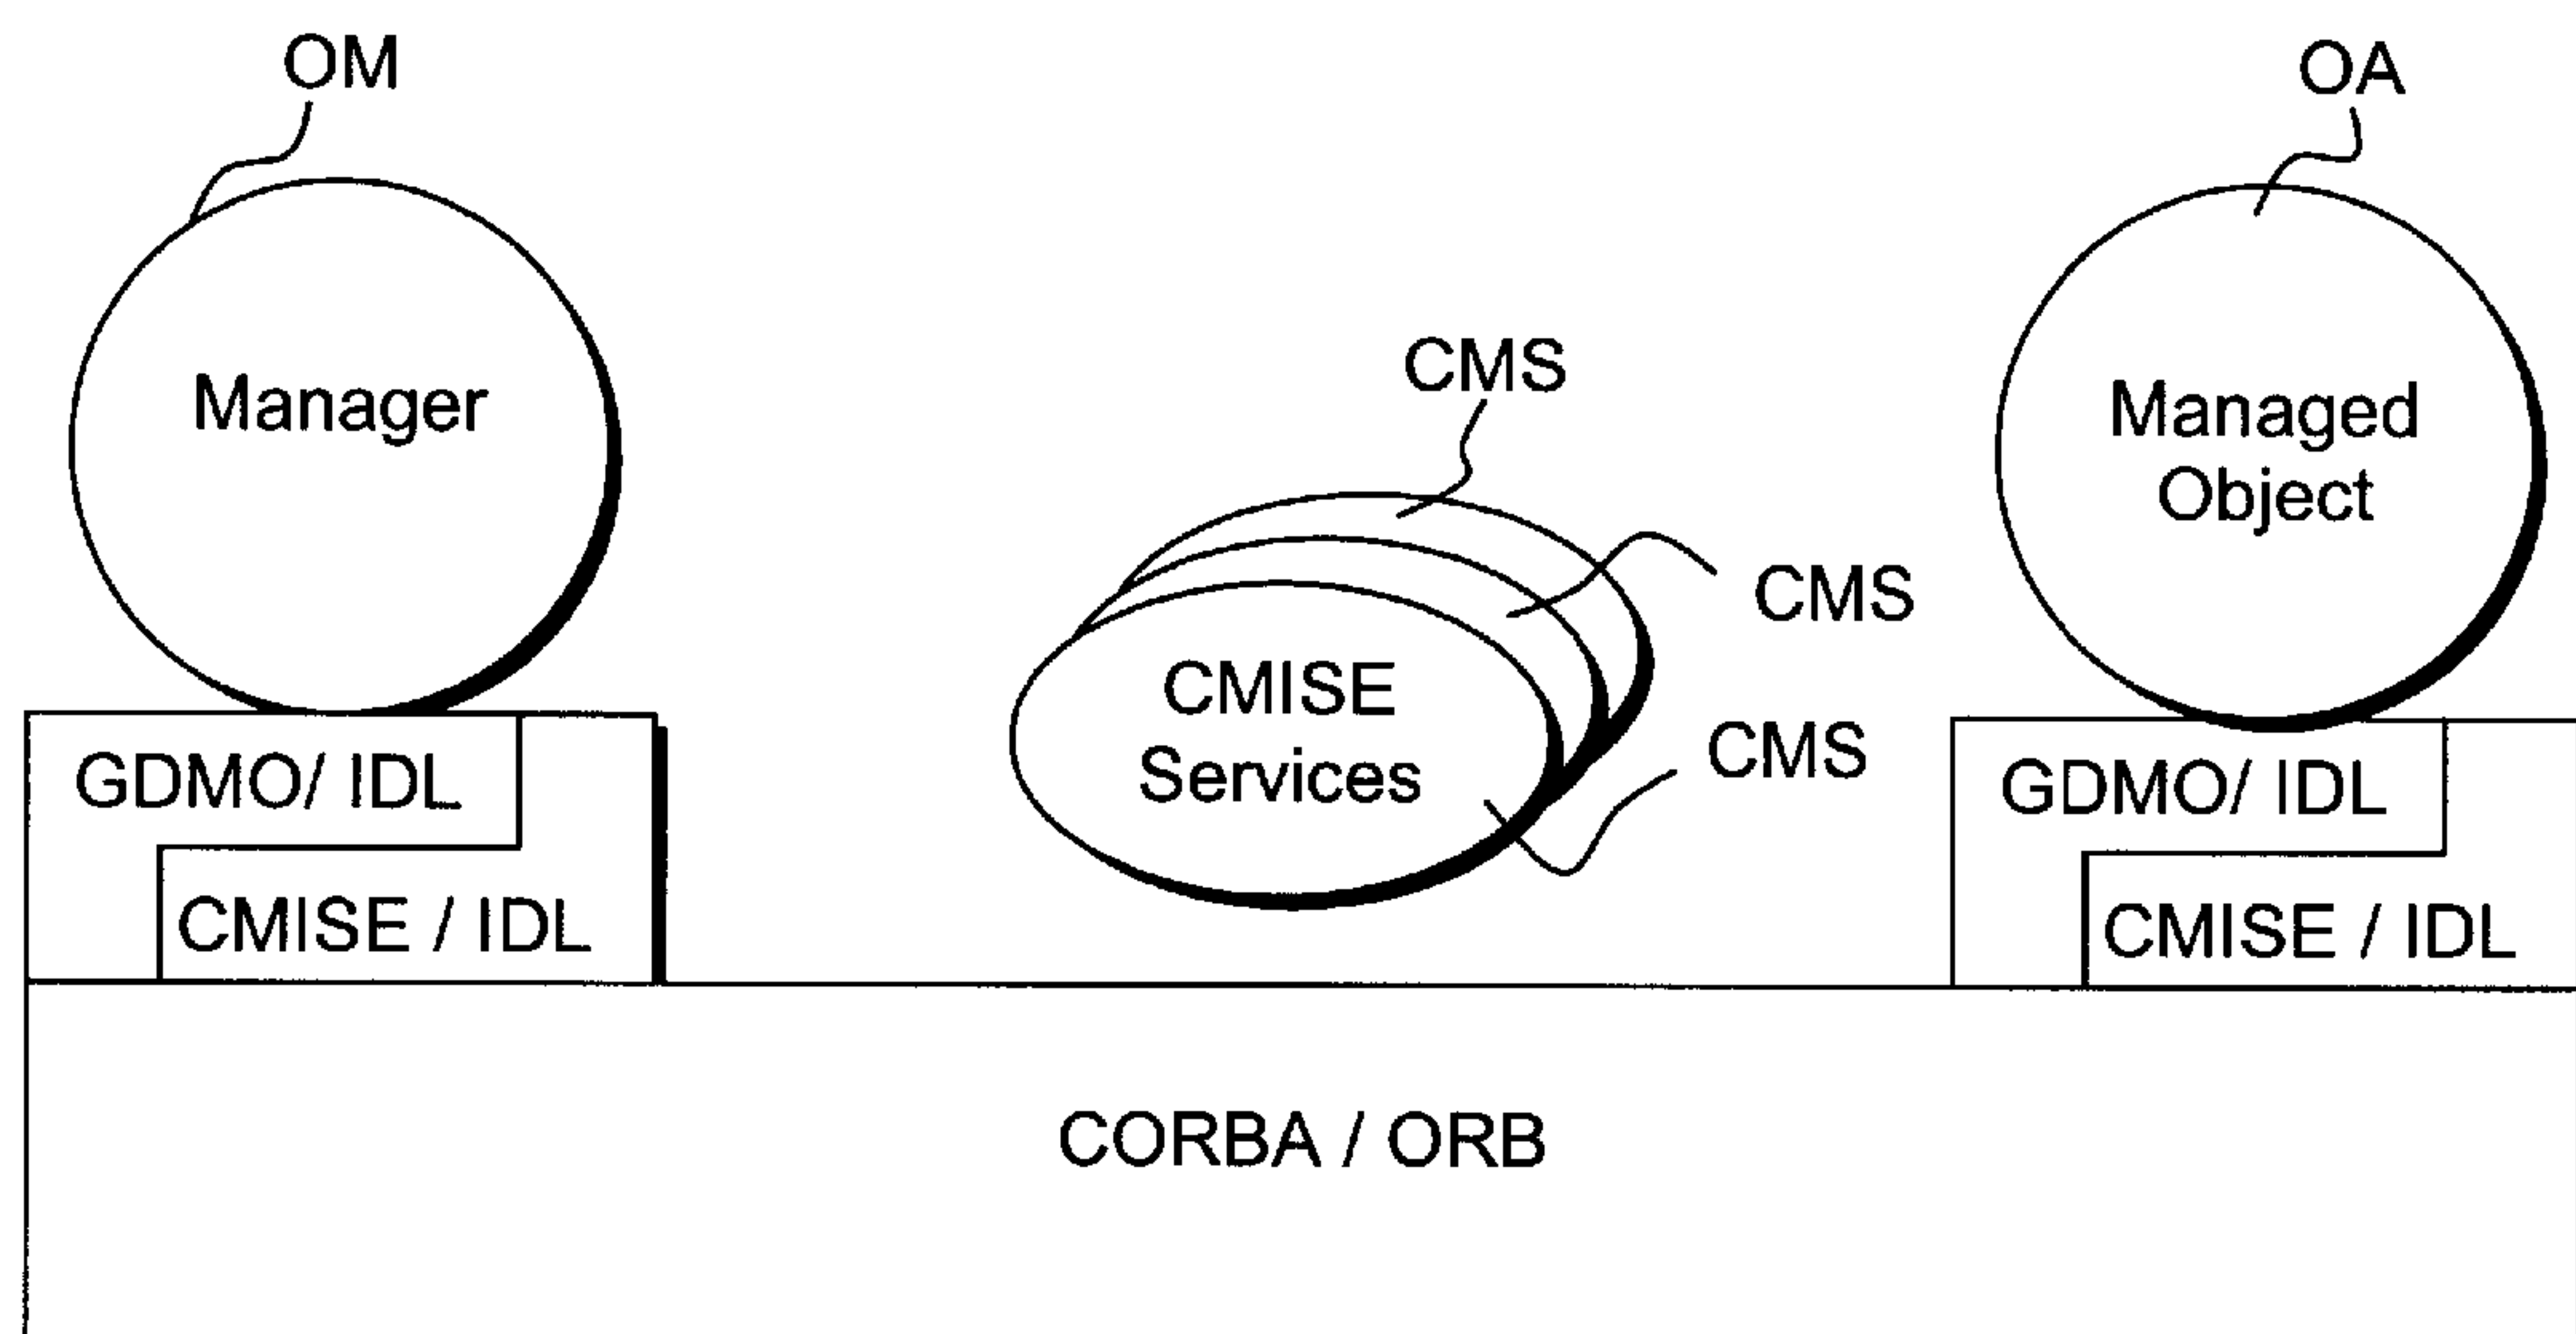 OM
OA
Manager
CMS
Managed
Object
CMS
CMISE
Services
CMS
GDMO/ IDL
GDMO/ IDL
CMISE / IDL
CMISE / IDL
CORBA / ORB